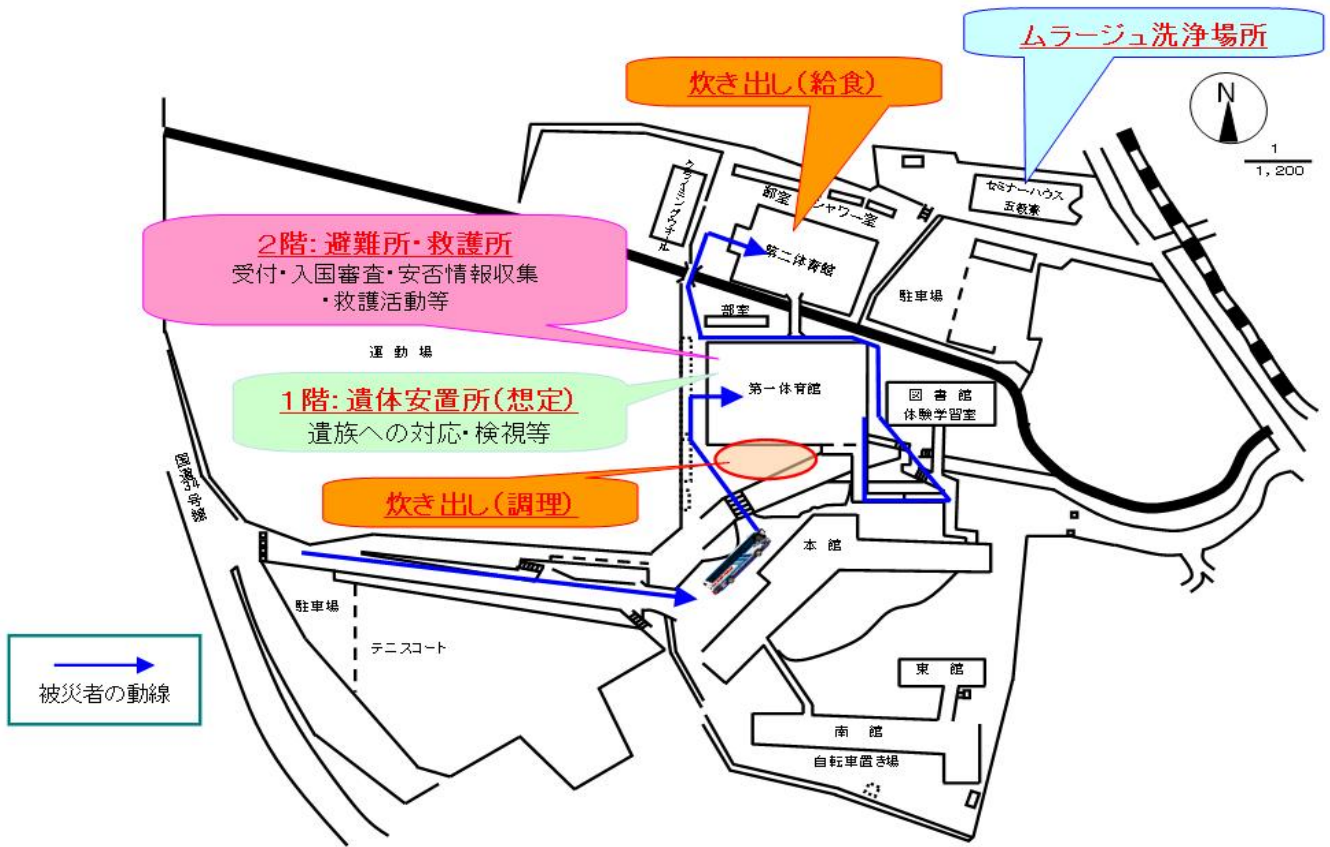 ムラージュ洗浄場所
炊き出し(給食)
N
1
1,200
クライミングウォール
部室
シャワー室
セミナーハウス
五稜寮
第二体育館
駐車場
2階:避難所・救護所
受付・入国審査・安否情報収集
・救護活動等
部室
運動場
第一体育館
1階:遺体安置所(想定)
遺族への対応・検視等
図書館
体験学習室
炊き出し(調理)
本館
駐車場
テニスコート
被災者の動線
東館
南館
自転車置き場